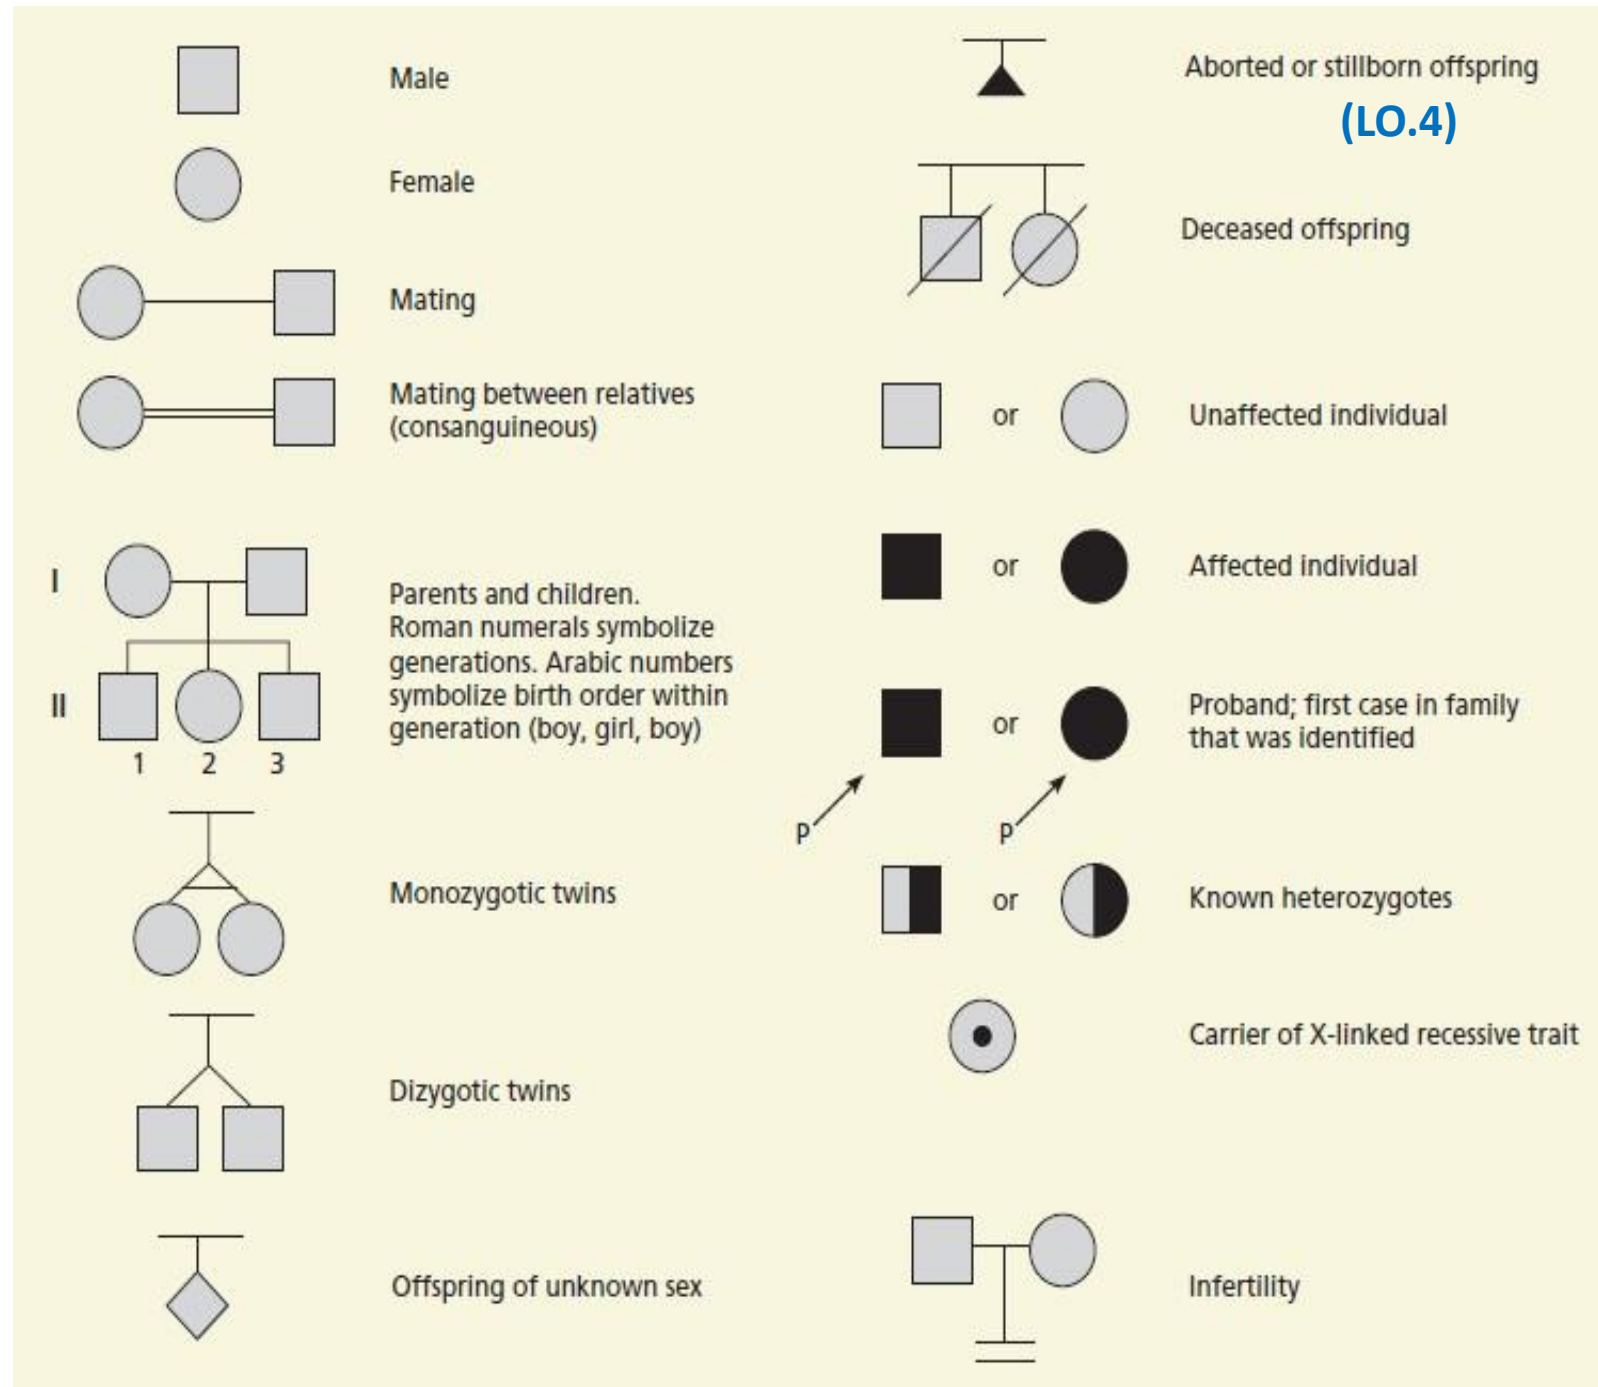 Male
Female
Mating
Mating between relatives
(consanguineous)
I
II
1 2 3
Parents and children.
Roman numerals symbolize
generations. Arabic numbers
symbolize birth order within
generation (boy, girl, boy)
Monozygotic twins
Dizygotic twins
Offspring of unknown sex
Aborted or stillborn offspring
(LO.4)
Deceased offspring
or
Unaffected individual
or
Affected individual
or
Proband; first case in family
that was identified
P P
or
Known heterozygotes
Carrier of X-linked recessive trait
Infertility